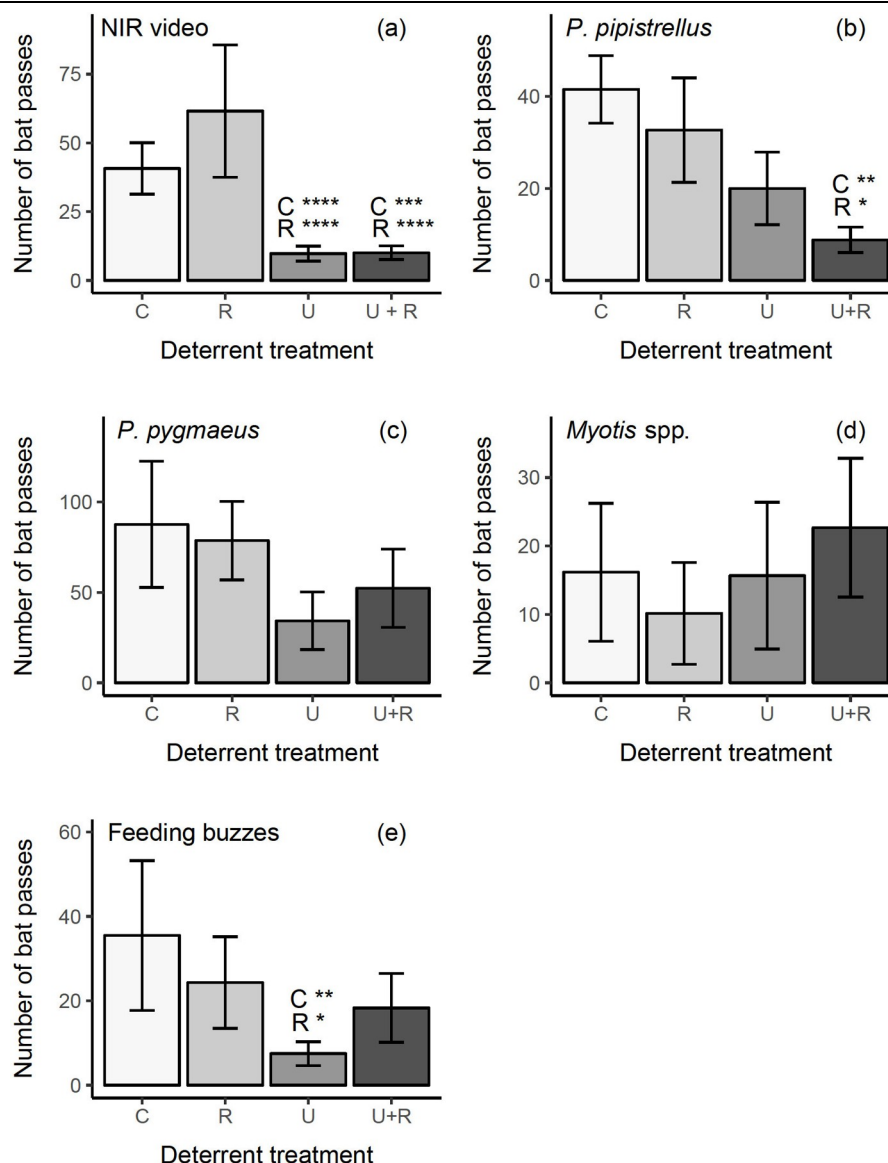 NIR video (a)
Number of bat passes
75
50
25
0
C ****
R ****
C ***
R ****
C R U U + R
Deterrent treatment
P. pipistrellus (b)
Number of bat passes
40
20
0
C **
R *
C R U U+R
Deterrent treatment
P. pygmaeus (c)
Number of bat passes
100
50
0
C R U U+R
Deterrent treatment
Myotis spp. (d)
Number of bat passes
30
20
10
0
C R U U+R
Deterrent treatment
Feeding buzzes (e)
Number of bat passes
60
40
20
0
C **
R *
C R U U+R
Deterrent treatment